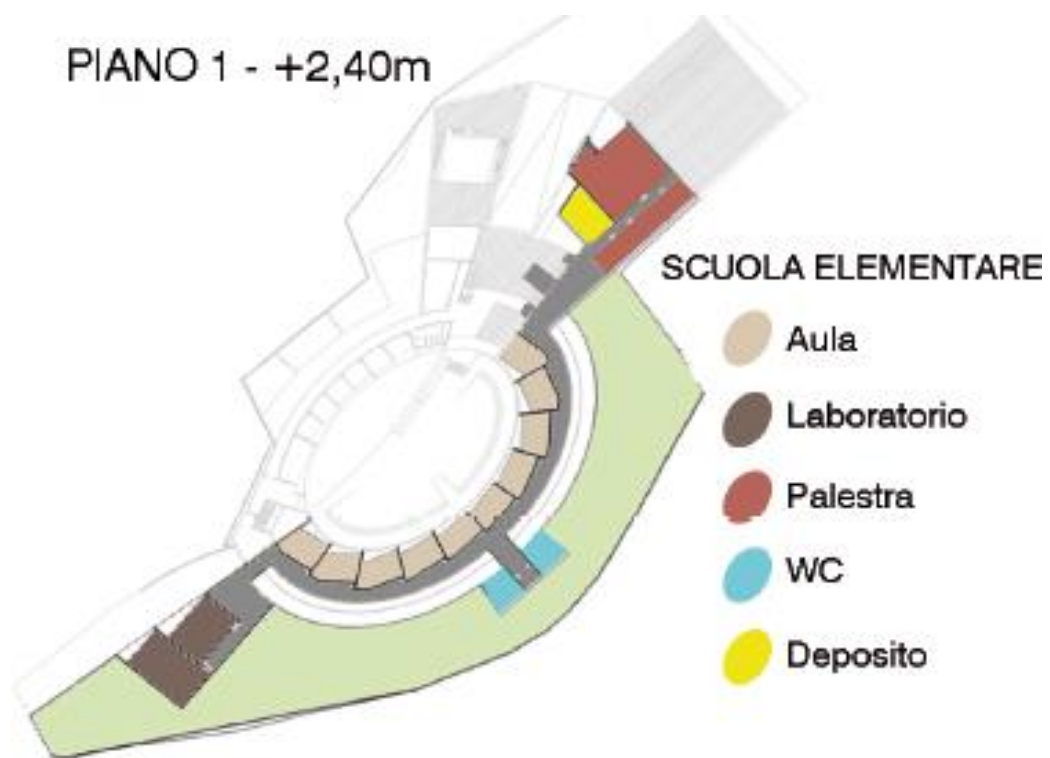 PIANO 1 - +2,40m
SCUOLA ELEMENTARE
Aula
Laboratorio
Palestra
WC
Deposito